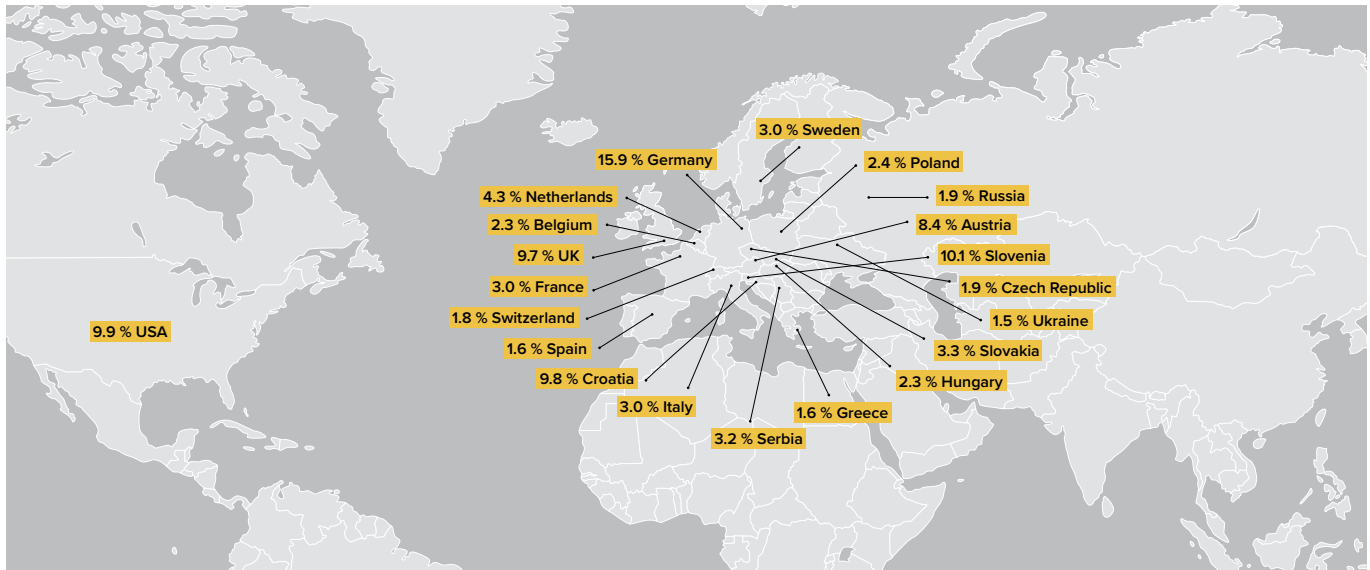 3.0 % Sweden
15.9 % Germany
2.4 % Poland
4.3 % Netherlands
1.9 % Russia
2.3 % Belgium
8.4 % Austria
9.7 % UK
10.1 % Slovenia
3.0 % France
1.9 % Czech Republic
1.8 % Switzerland
1.5 % Ukraine
9.9 % USA
1.6 % Spain
3.3 % Slovakia
9.8 % Croatia
2.3 % Hungary
3.0 % Italy
1.6 % Greece
3.2 % Serbia